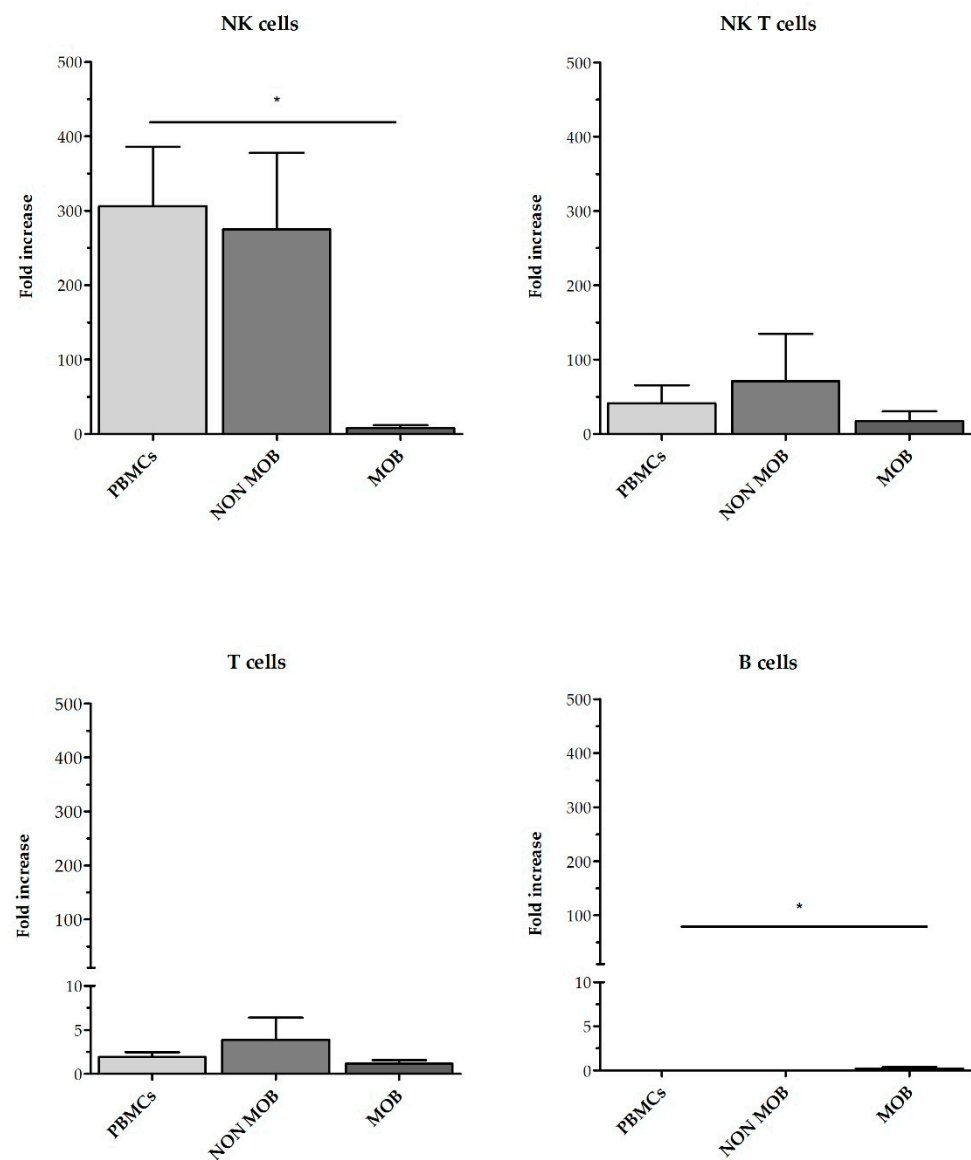 NK cells
*
Fold increase
500
400
300
200
100
0
PBMCs
NON MOB
MOB
NK T cells
Fold increase
500
400
300
200
100
0
PBMCs
NON MOB
MOB
T cells
Fold increase
500
400
300
200
100
10
5
0
PBMCs
NON MOB
MOB
B cells
*
Fold increase
500
400
300
200
100
10
5
0
PBMCs
NON MOB
MOB